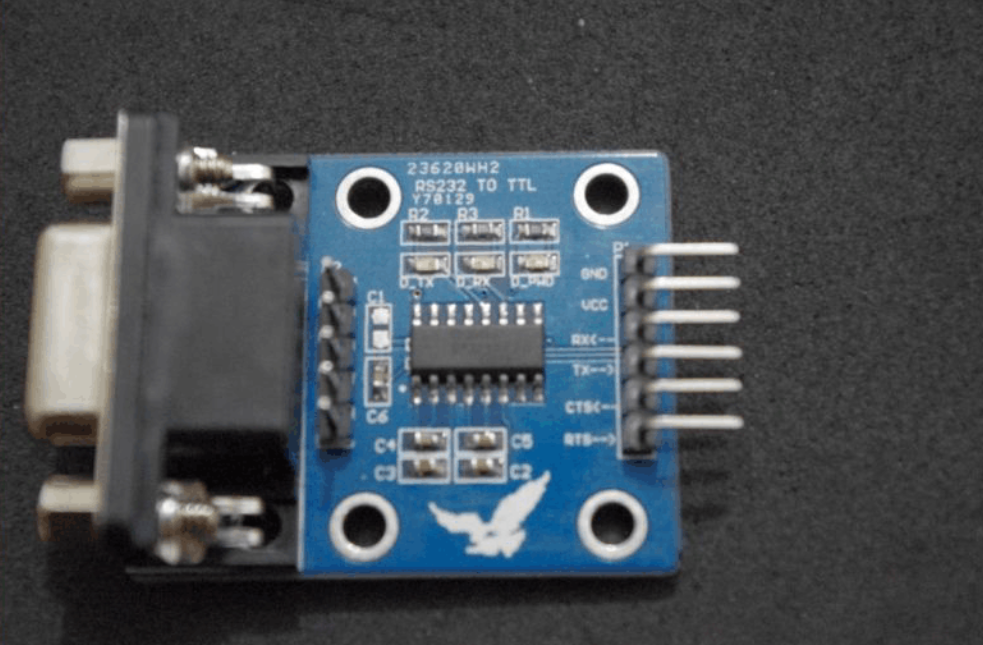 23620WH2
RS232 TO TTL
Y70129
R2 R3 R1
D_TX D_RX D_PWD
C1
GND
VCC
RX<--
TX-->
CTS<--
RTS-->
C6
C4 C5
C3 C2